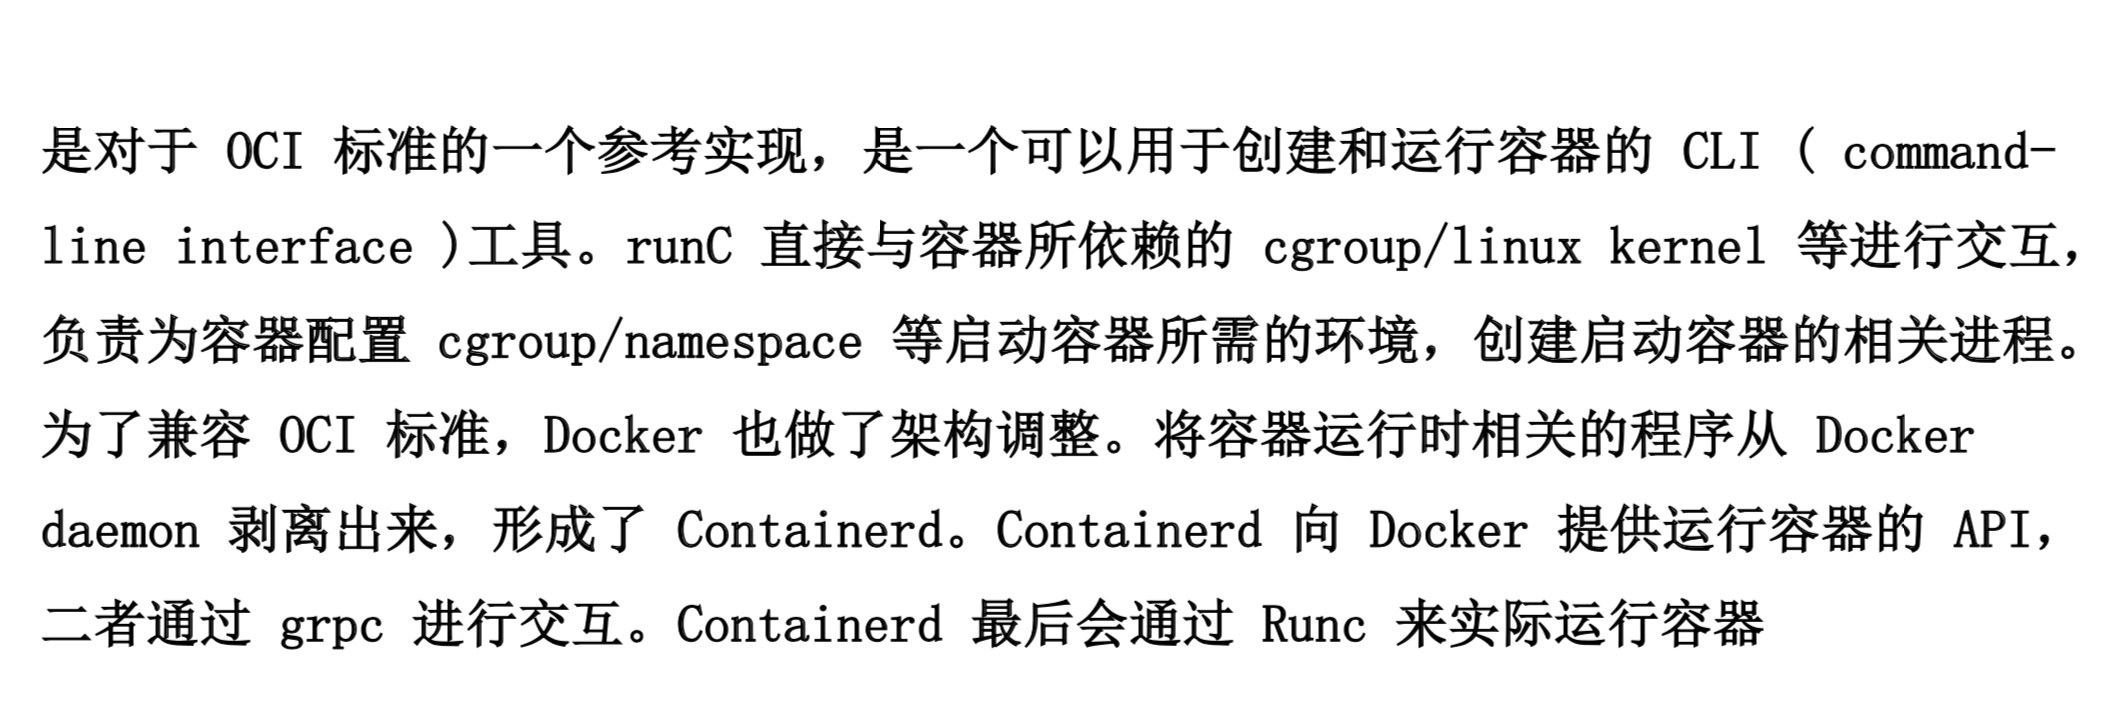 是对于 OCI 标准的一个参考实现，是一个可以用于创建和运行容器的 CLI ( command-
line interface )工具。runC 直接与容器所依赖的 cgroup/linux kernel 等进行交互，
负责为容器配置 cgroup/namespace 等启动容器所需的环境，创建启动容器的相关进程。
为了兼容 OCI 标准，Docker 也做了架构调整。将容器运行时相关的程序从 Docker
daemon 剥离出来，形成了 Containerd。Containerd 向 Docker 提供运行容器的 API，
二者通过 grpc 进行交互。Containerd 最后会通过 Runc 来实际运行容器